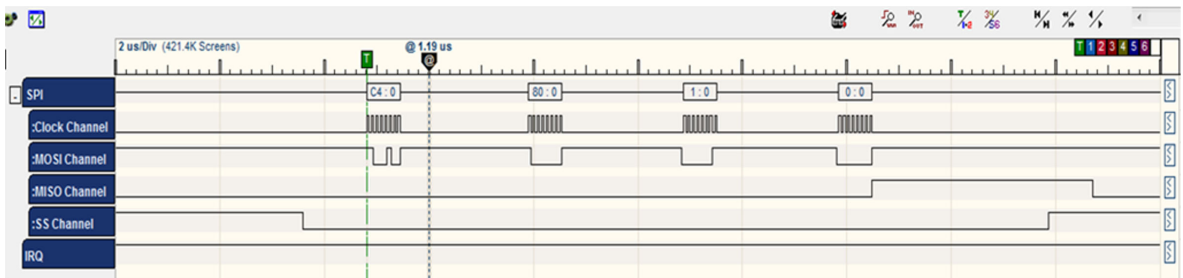 2 us/Div (421.4K Screens)
@ 1.19 us
T 1 2 3 4 5 6
T
@
SPI
C4 : 0
80 : 0
1 : 0
0 : 0
:Clock Channel
:MOSI Channel
:MISO Channel
:SS Channel
IRQ